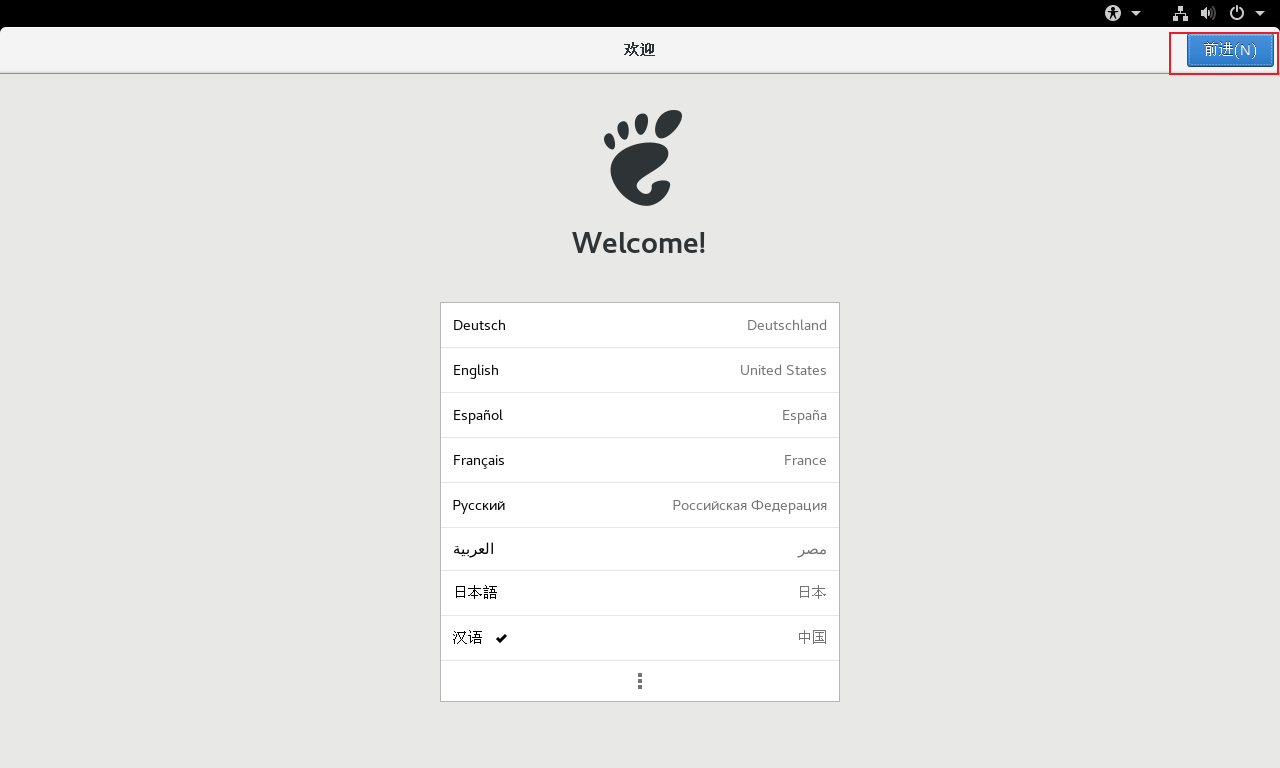 欢迎
前进(N)
Welcome!
Deutsch Deutschland
English United States
Español España
Français France
Русский Российская Федерация
العربية مصر
日本語 日本
汉语 中国